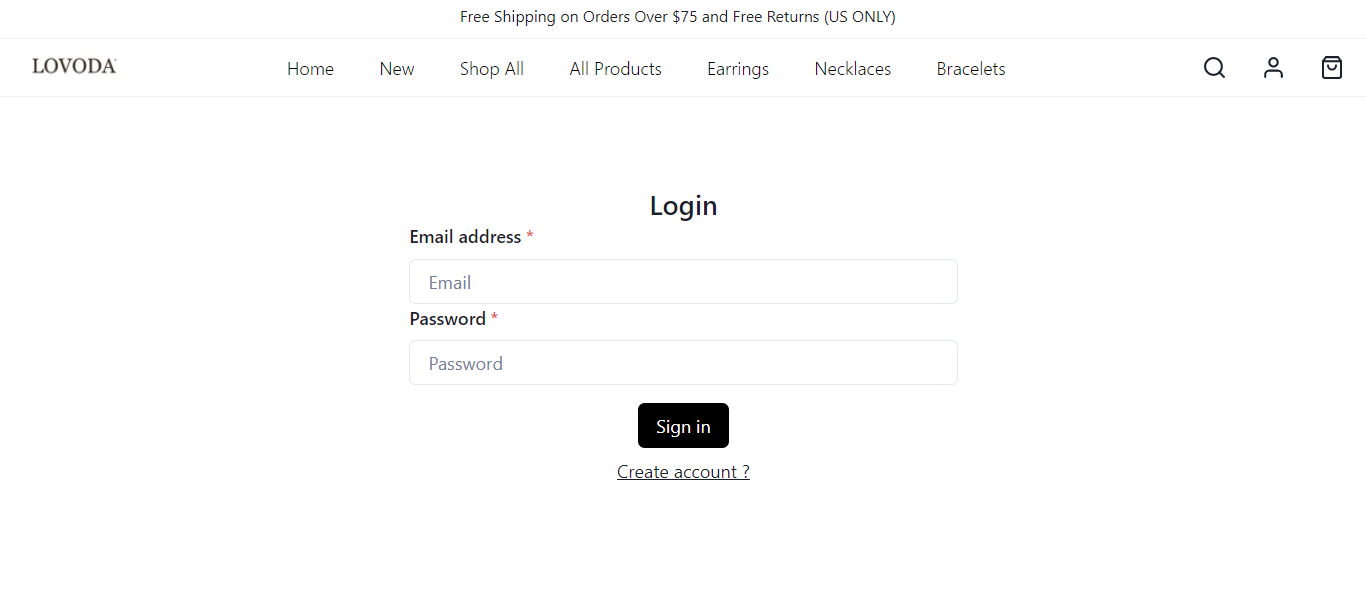 Free Shipping on Orders Over $75 and Free Returns (US ONLY)
LOVODA
Home New Shop All All Products Earrings Necklaces Bracelets
Login
Email address *
Email
Password *
Password
Sign in
Create account ?